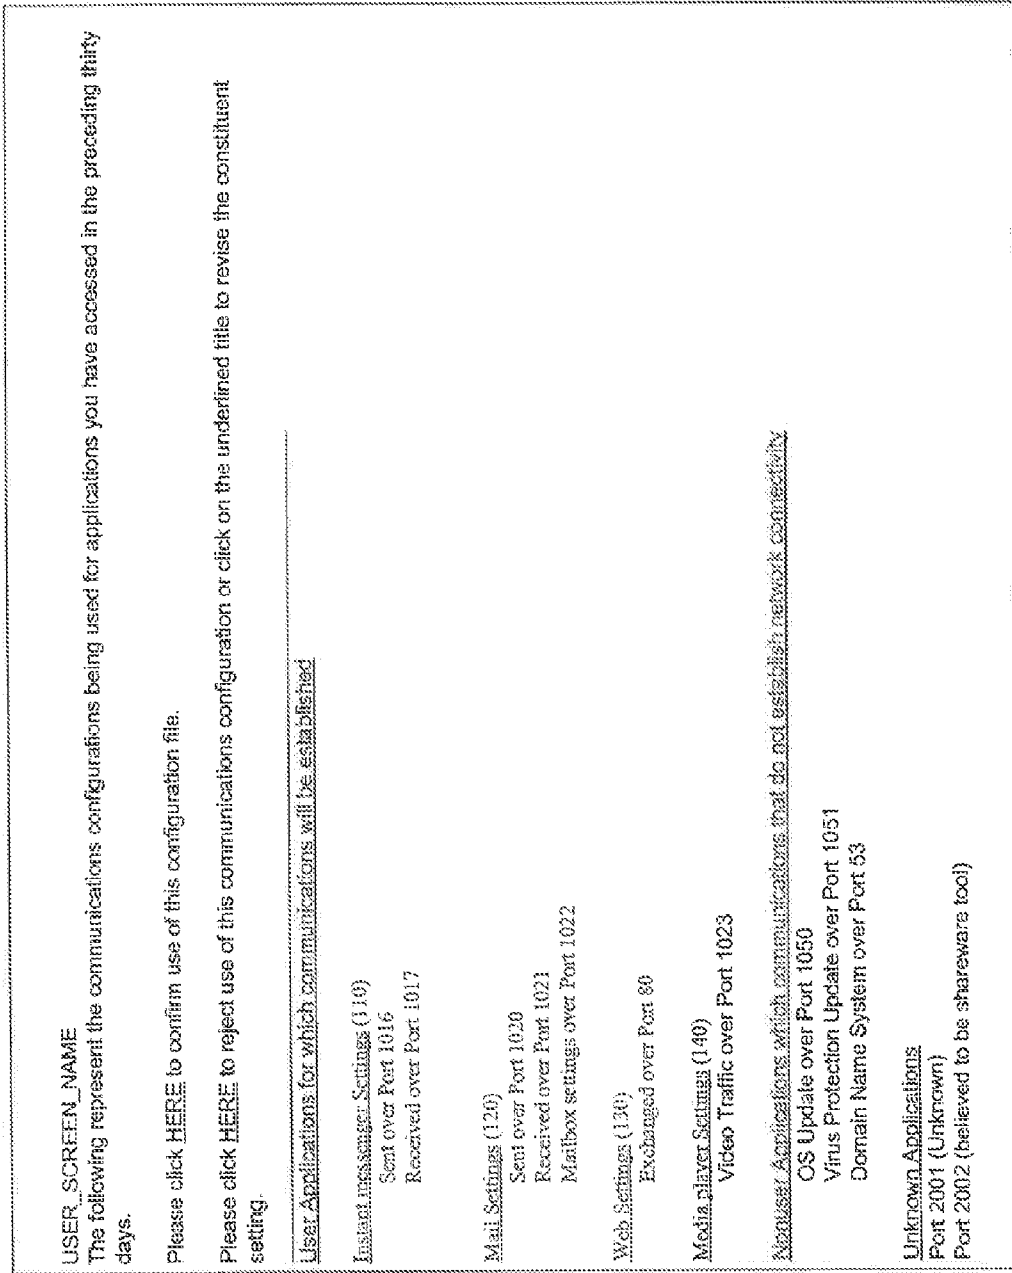 USER_SCREEN_NAME
The following represent the communications configurations being used for applications you have accessed in the preceding thirty
days.
Please click HERE to confirm use of this configuration file.
Please click HERE to reject use of this communications configuration or click on the underlined title to revise the constituent
setting.
User Applications for which communications will be established
Instant messenger Settings (110)
Sent over Port 1016
Received over Port 1017
Mail Settings (120)
Sent over Port 1020
Received over Port 1021
Mailbox settings over Port 1022
Web Settings (130)
Exchanged over Port 80
Media player Settings (140)
Video Traffic over Port 1023
Nonuser Applications which communications that do not establish network connectivity
OS Update over Port 1050
Virus Protection Update over Port 1051
Domain Name System over Port 53
Unknown Applications
Port 2001 (Unknown)
Port 2002 (believed to be shareware tool)